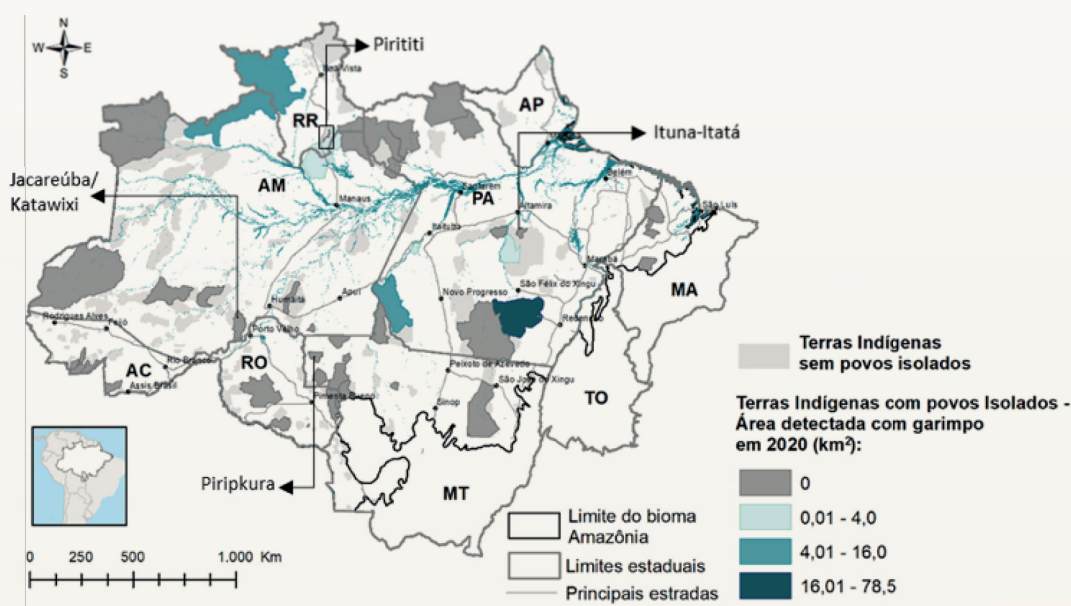 N
W E
S
Pirititi
Boa Vista
RR
AP
Ituna-Itatá
Jacareúba/
Katawixi
AM
Manaus
Santarém
PA
Belém
Altamira
Itaituba
São Luís
Marabá
MA
São Félix do Xingu
Novo Progresso
Apuí
Humaitá
Redenção
Rodrigues Alves
Feijó
Porto Velho
RO
Rio Branco
AC
Assis Brasil
Peixoto de Azevedo
São José do Xingu
TO
Pimenta Bueno
Sinop
Piripkura
MT
Terras Indígenas
sem povos isolados
Terras Indígenas com povos Isolados -
Área detectada com garimpo
em 2020 (km²):
0
0,01 - 4,0
4,01 - 16,0
16,01 - 78,5
Limite do bioma
Amazônia
Limites estaduais
Principais estradas
0 250 500 1.000 Km